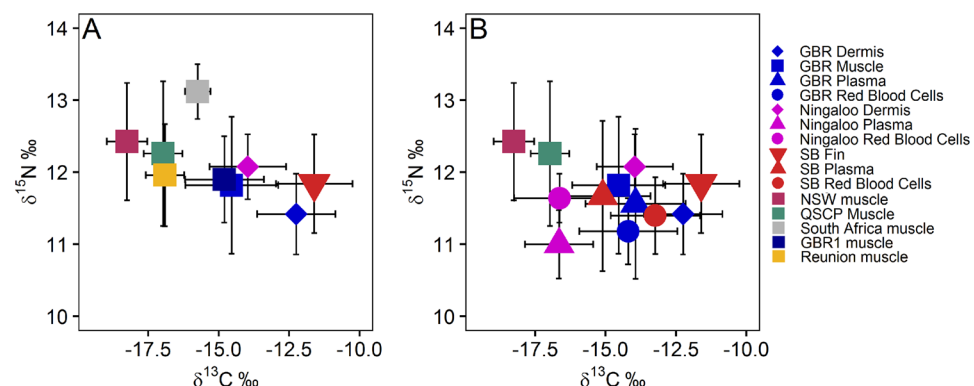 A
14
13
12
11
10
δ¹⁵N ‰
-17.5 -15.0 -12.5 -10.0
δ¹³C ‰
B
14
13
12
11
10
δ¹⁵N ‰
-17.5 -15.0 -12.5 -10.0
δ¹³C ‰
GBR Dermis
GBR Muscle
GBR Plasma
GBR Red Blood Cells
Ningaloo Dermis
Ningaloo Plasma
Ningaloo Red Blood Cells
SB Fin
SB Plasma
SB Red Blood Cells
NSW muscle
QSCP Muscle
South Africa muscle
GBR1 muscle
Reunion muscle